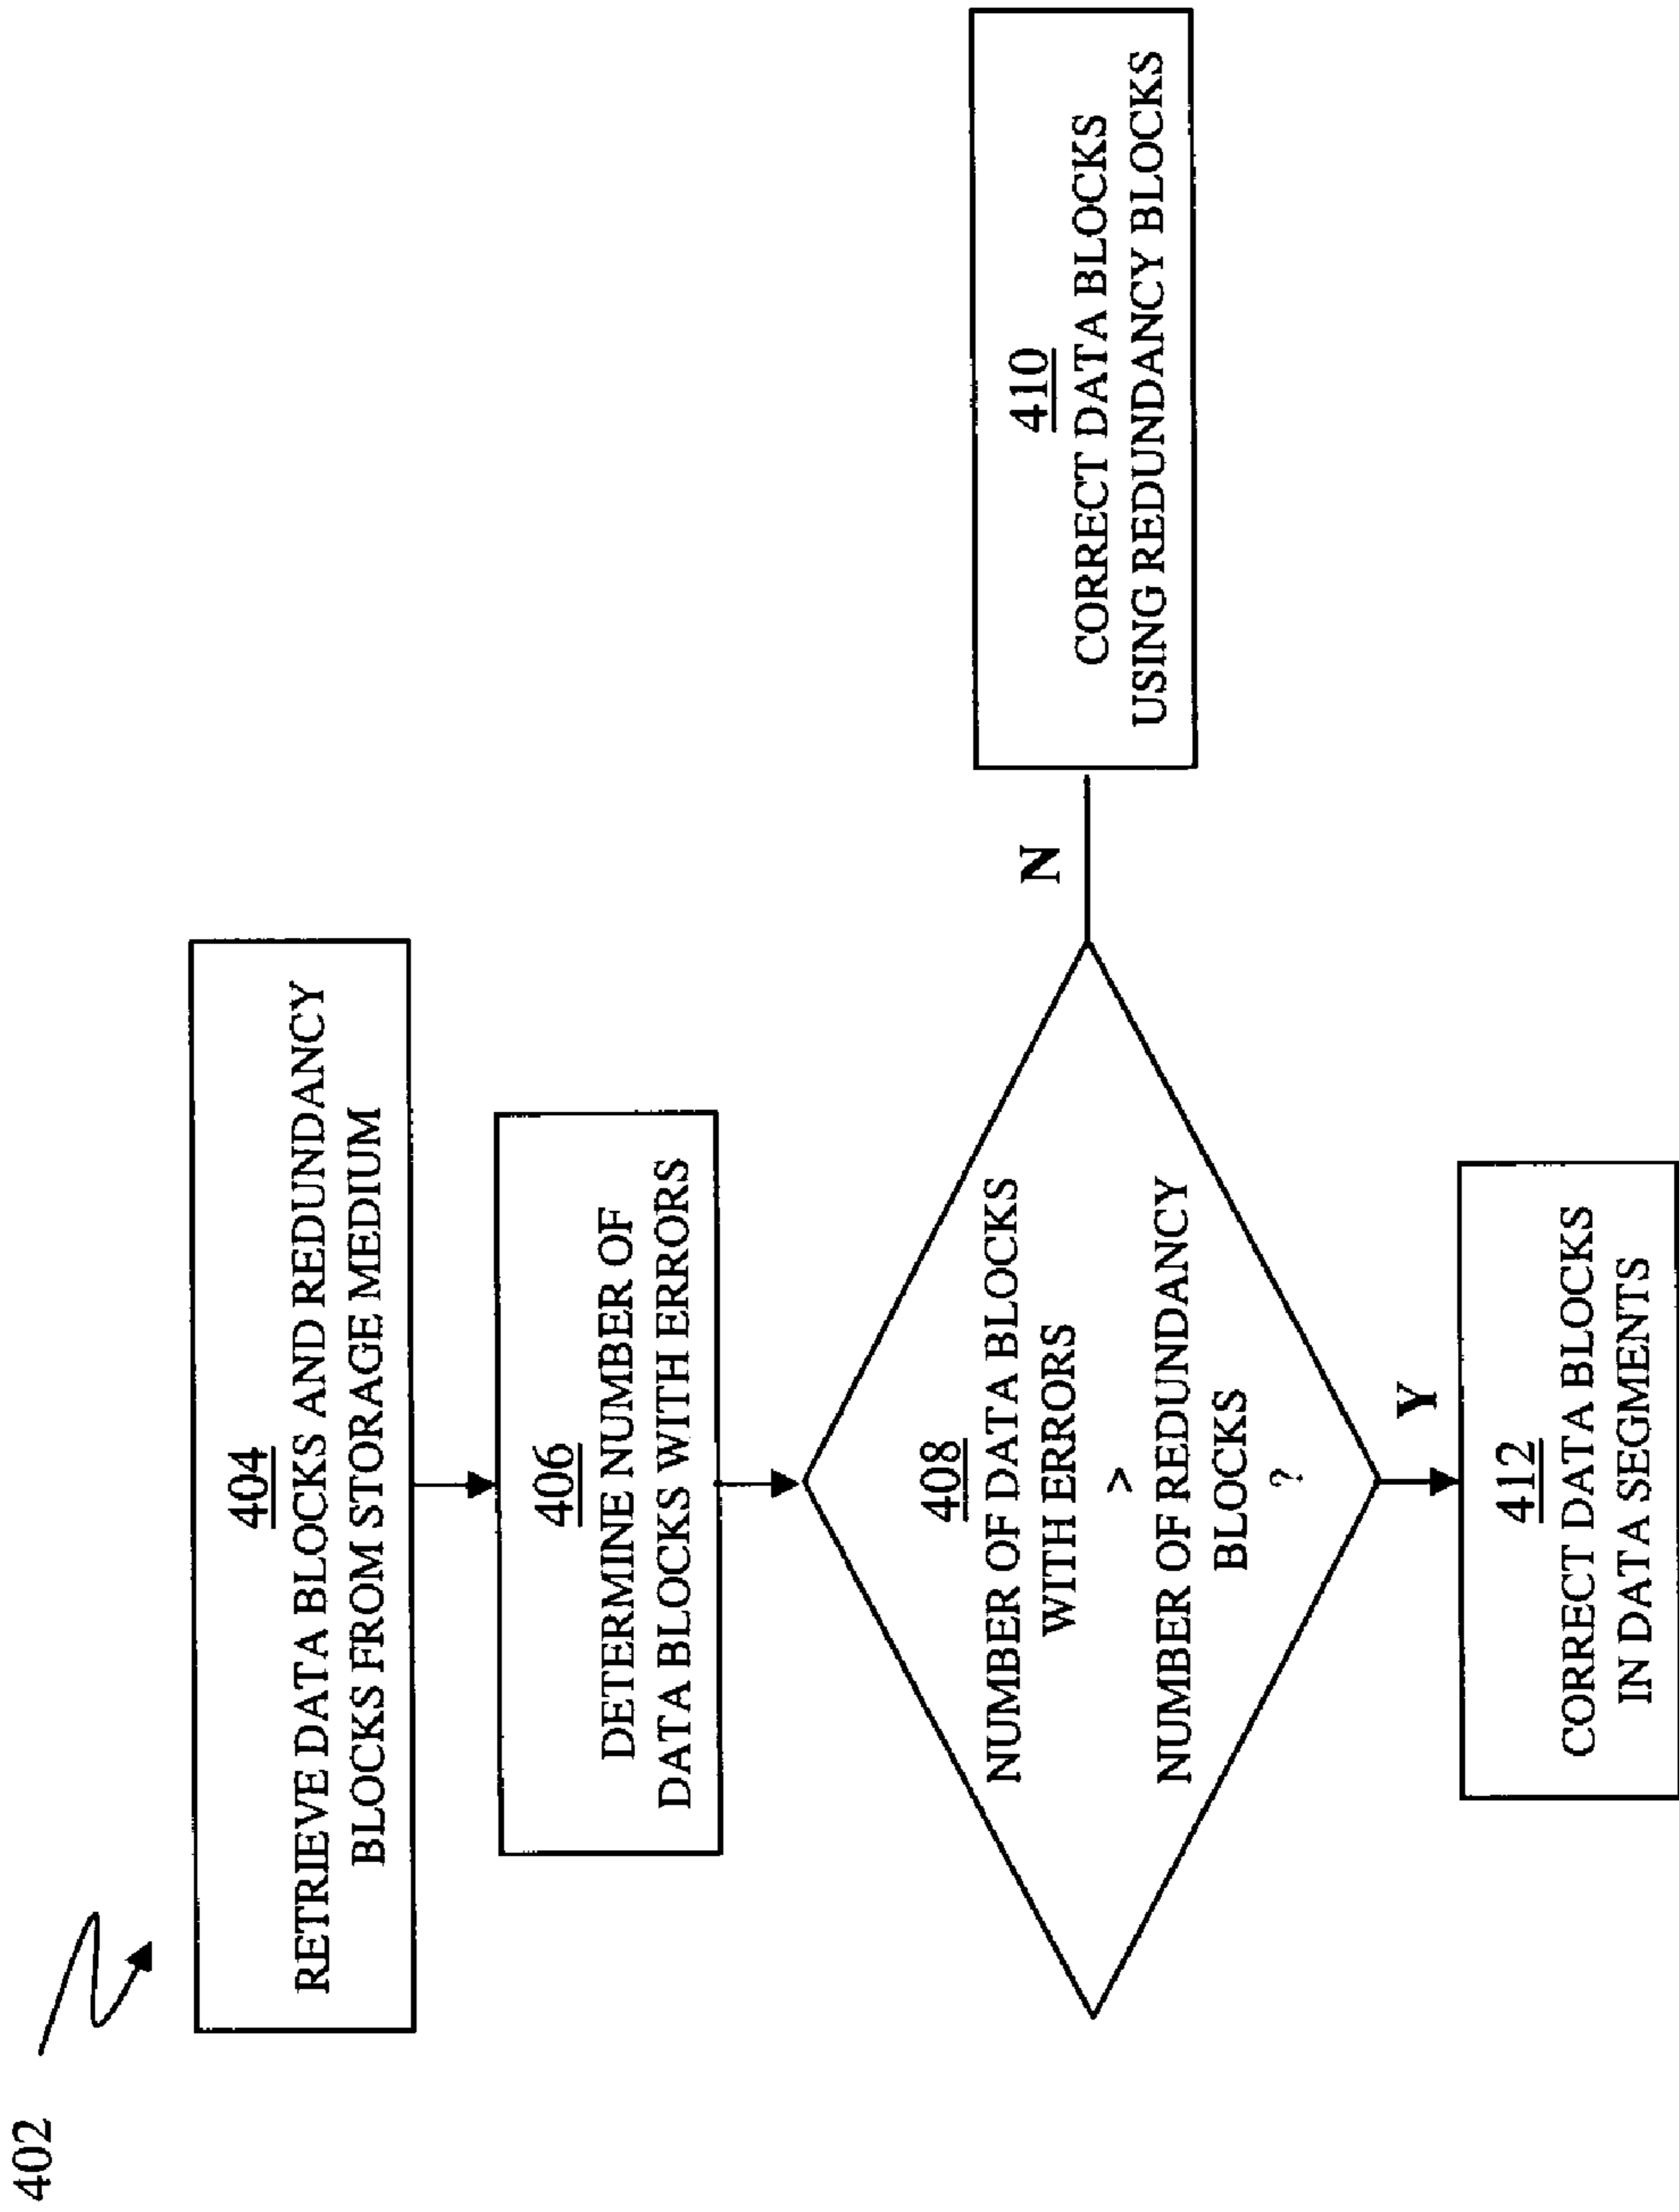 402
404
RETRIEVE DATA BLOCKS AND REDUNDANCY
BLOCKS FROM STORAGE MEDIUM
406
DETERMINE NUMBER OF
DATA BLOCKS WITH ERRORS
408
NUMBER OF DATA BLOCKS
WITH ERRORS
>
NUMBER OF REDUNDANCY
BLOCKS
?
N
410
CORRECT DATA BLOCKS
USING REDUNDANCY BLOCKS
Y
412
CORRECT DATA BLOCKS
IN DATA SEGMENTS